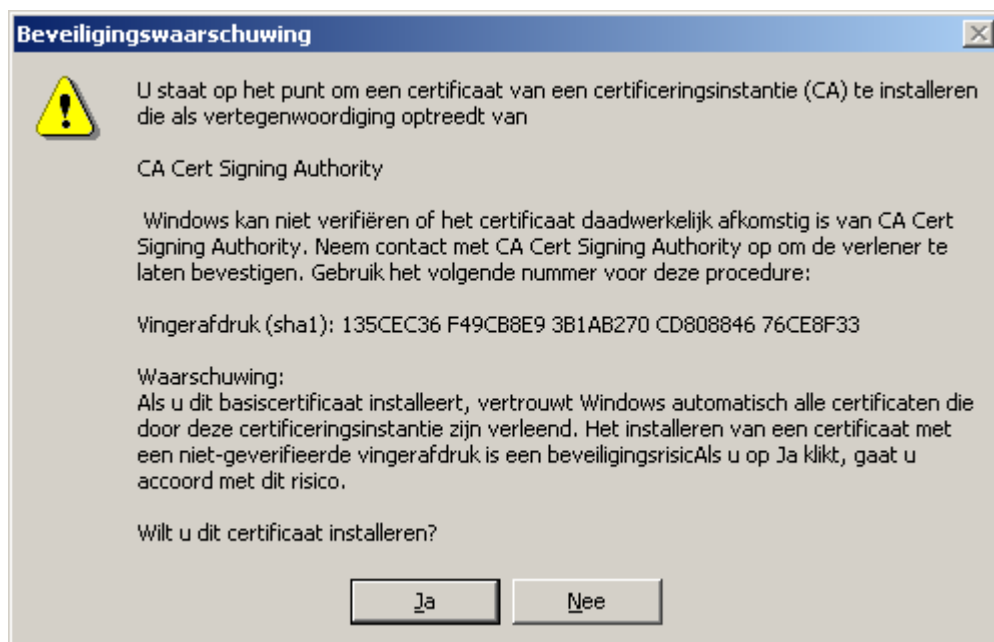 Beveiligingswaarschuwing
U staat op het punt om een certificaat van een certificeringsinstantie (CA) te installeren
die als vertegenwoordiging optreedt van
CA Cert Signing Authority
Windows kan niet verifiëren of het certificaat daadwerkelijk afkomstig is van CA Cert
Signing Authority. Neem contact met CA Cert Signing Authority op om de verlener te
laten bevestigen. Gebruik het volgende nummer voor deze procedure:
Vingerafdruk (sha1): 135CEC36 F49CB8E9 3B1AB270 CD808846 76CE8F33
Waarschuwing:
Als u dit basiscertificaat installeert, vertrouwt Windows automatisch alle certificaten die
door deze certificeringsinstantie zijn verleend. Het installeren van een certificaat met
een niet-geverifieerde vingerafdruk is een beveiligingsrisicAls u op Ja klikt, gaat u
accoord met dit risico.
Wilt u dit certificaat installeren?
Ja Nee